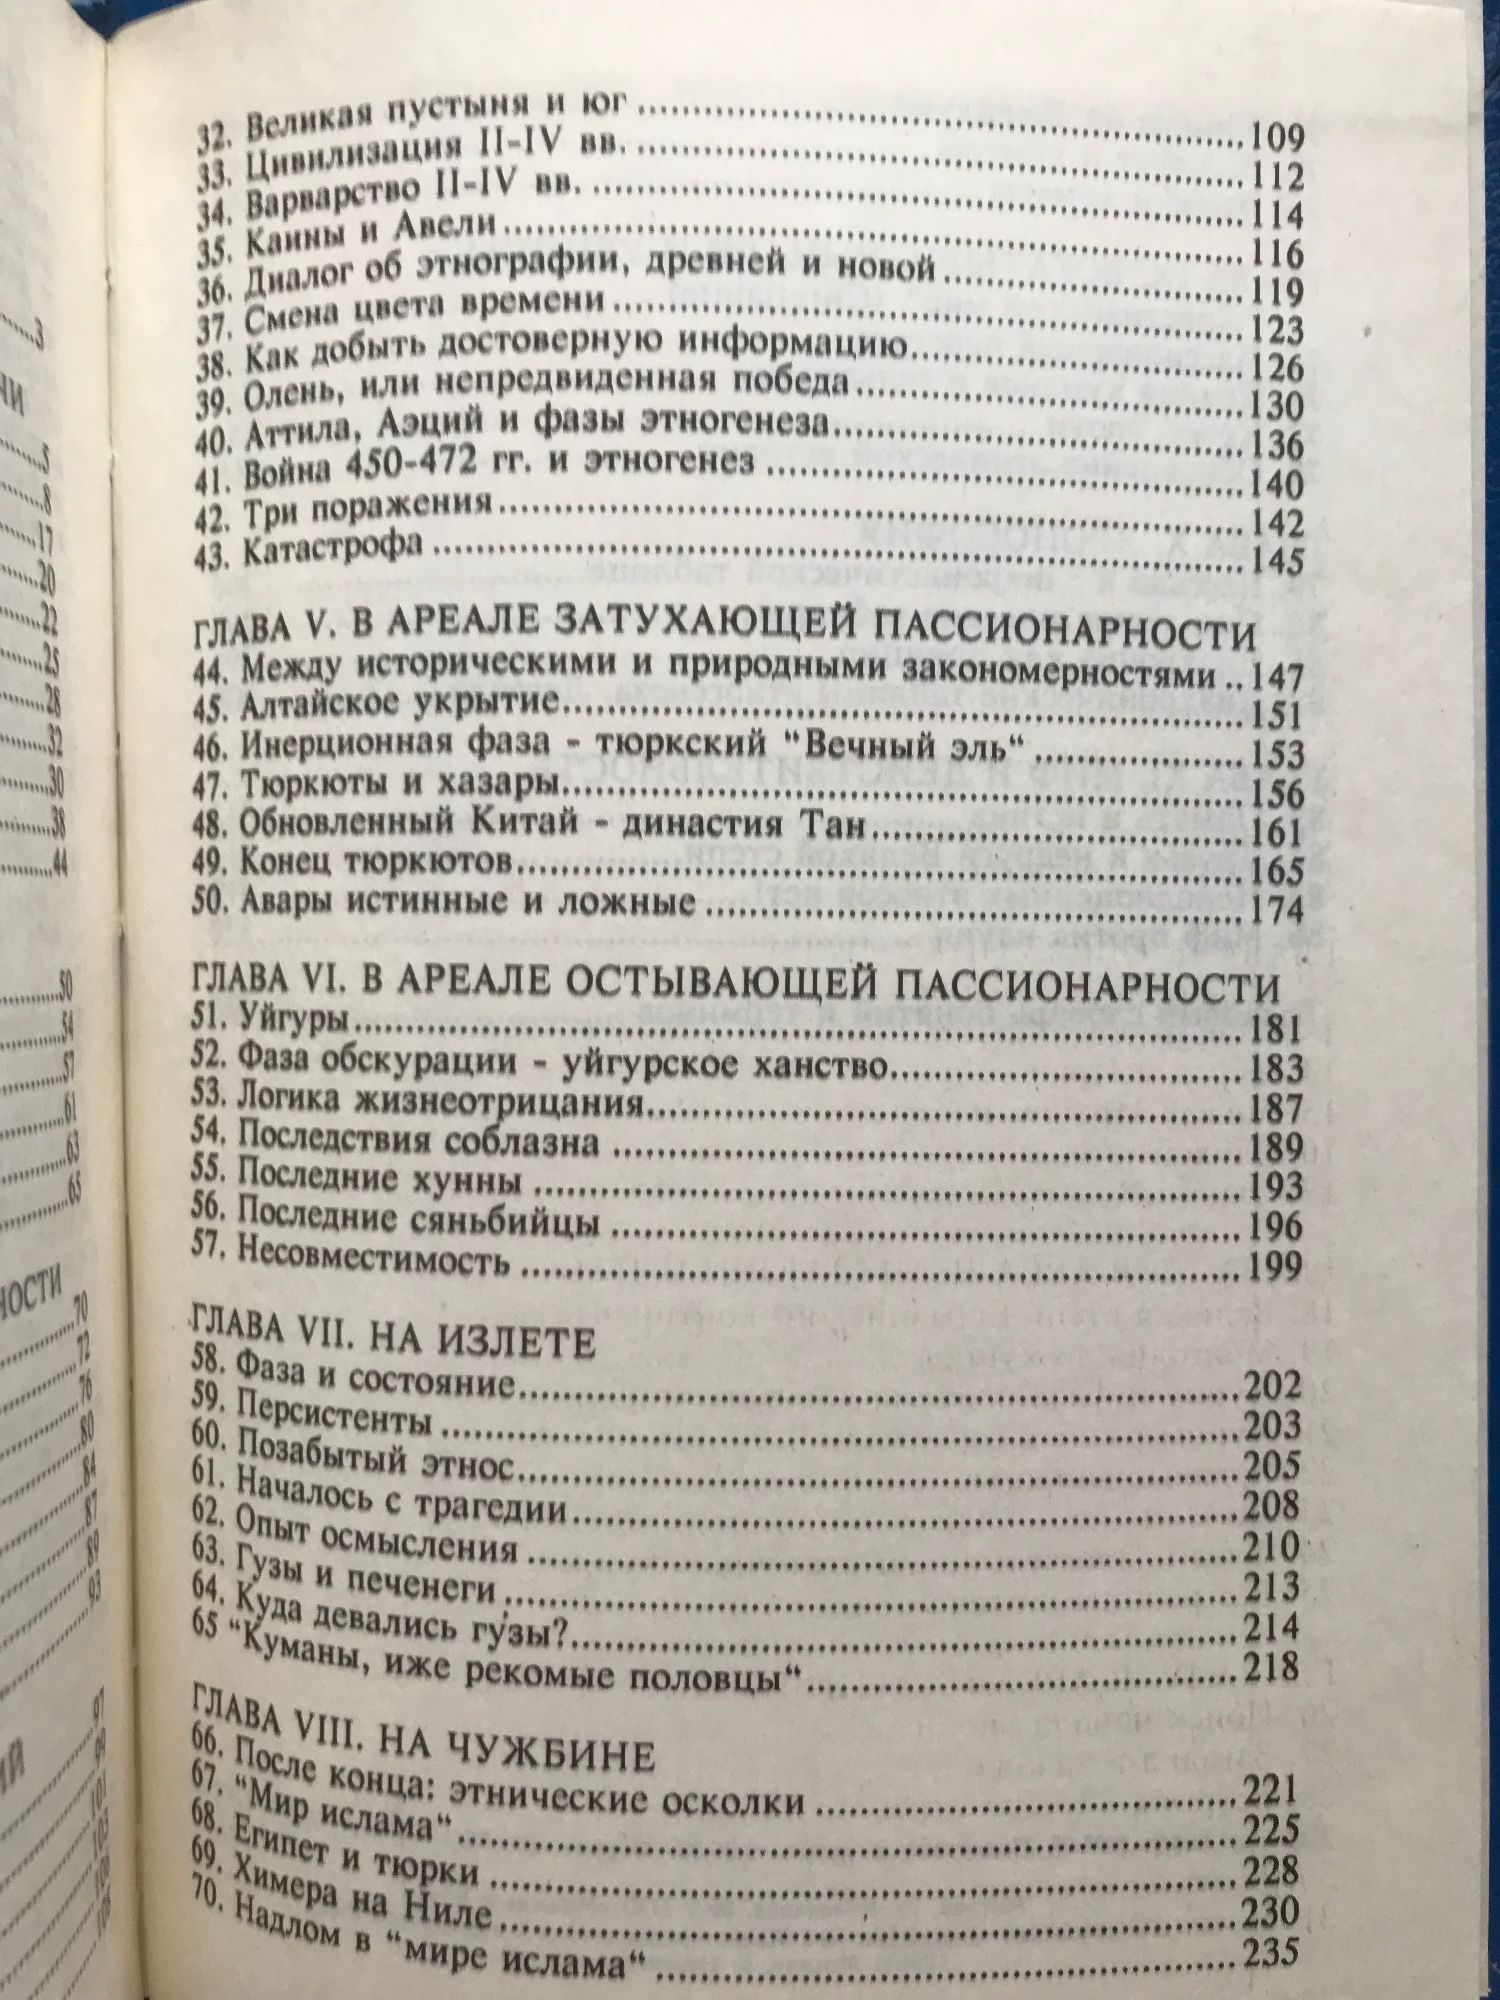 32. Великая пустыня и юг 109
33. Цивилизация II-IV вв. 112
34. Варварство II-IV вв. 114
35. Каины и Авели 116
36. Диалог об этнографии, древней и новой 119
37. Смена цвета времени 123
38. Как добыть достоверную информацию 126
39. Олень, или непредвиденная победа 130
40. Аттила, Аэций и фазы этногенеза 136
41. Война 450-472 гг. и этногенез 140
42. Три поражения 142
43. Катастрофа 145
ГЛАВА V. В АРЕАЛЕ ЗАТУХАЮЩЕЙ ПАССИОНАРНОСТИ
44. Между историческими и природными закономерностями .. 147
45. Алтайское укрытие 151
46. Инерционная фаза - тюркский “Вечный эль“ 153
47. Тюркюты и хазары 156
48. Обновленный Китай - династия Тан 161
49. Конец тюркютов 165
50. Авары истинные и ложные 174
ГЛАВА VI. В АРЕАЛЕ ОСТЫВАЮЩЕЙ ПАССИОНАРНОСТИ
51. Уйгуры 181
52. Фаза обскурации - уйгурское ханство 183
53. Логика жизнеотрицания 187
54. Последствия соблазна 189
55. Последние хунны 193
56. Последние сяньбийцы 196
57. Несовместимость 199
ГЛАВА VII. НА ИЗЛЕТЕ
58. Фаза и состояние 202
59. Персистенты 203
60. Позабытый этнос 205
61. Началось с трагедии 208
62. Опыт осмысления 210
63. Гузы и печенеги 213
64. Куда девались гузы? 214
65 “Куманы, иже рекомые половцы“ 218
ГЛАВА VIII. НА ЧУЖБИНЕ
66. После конца: этнические осколки 221
67. “Мир ислама“ 225
68. Египет и тюрки 228
69. Химера на Ниле 230
70. Надлом в “мире ислама“ 235